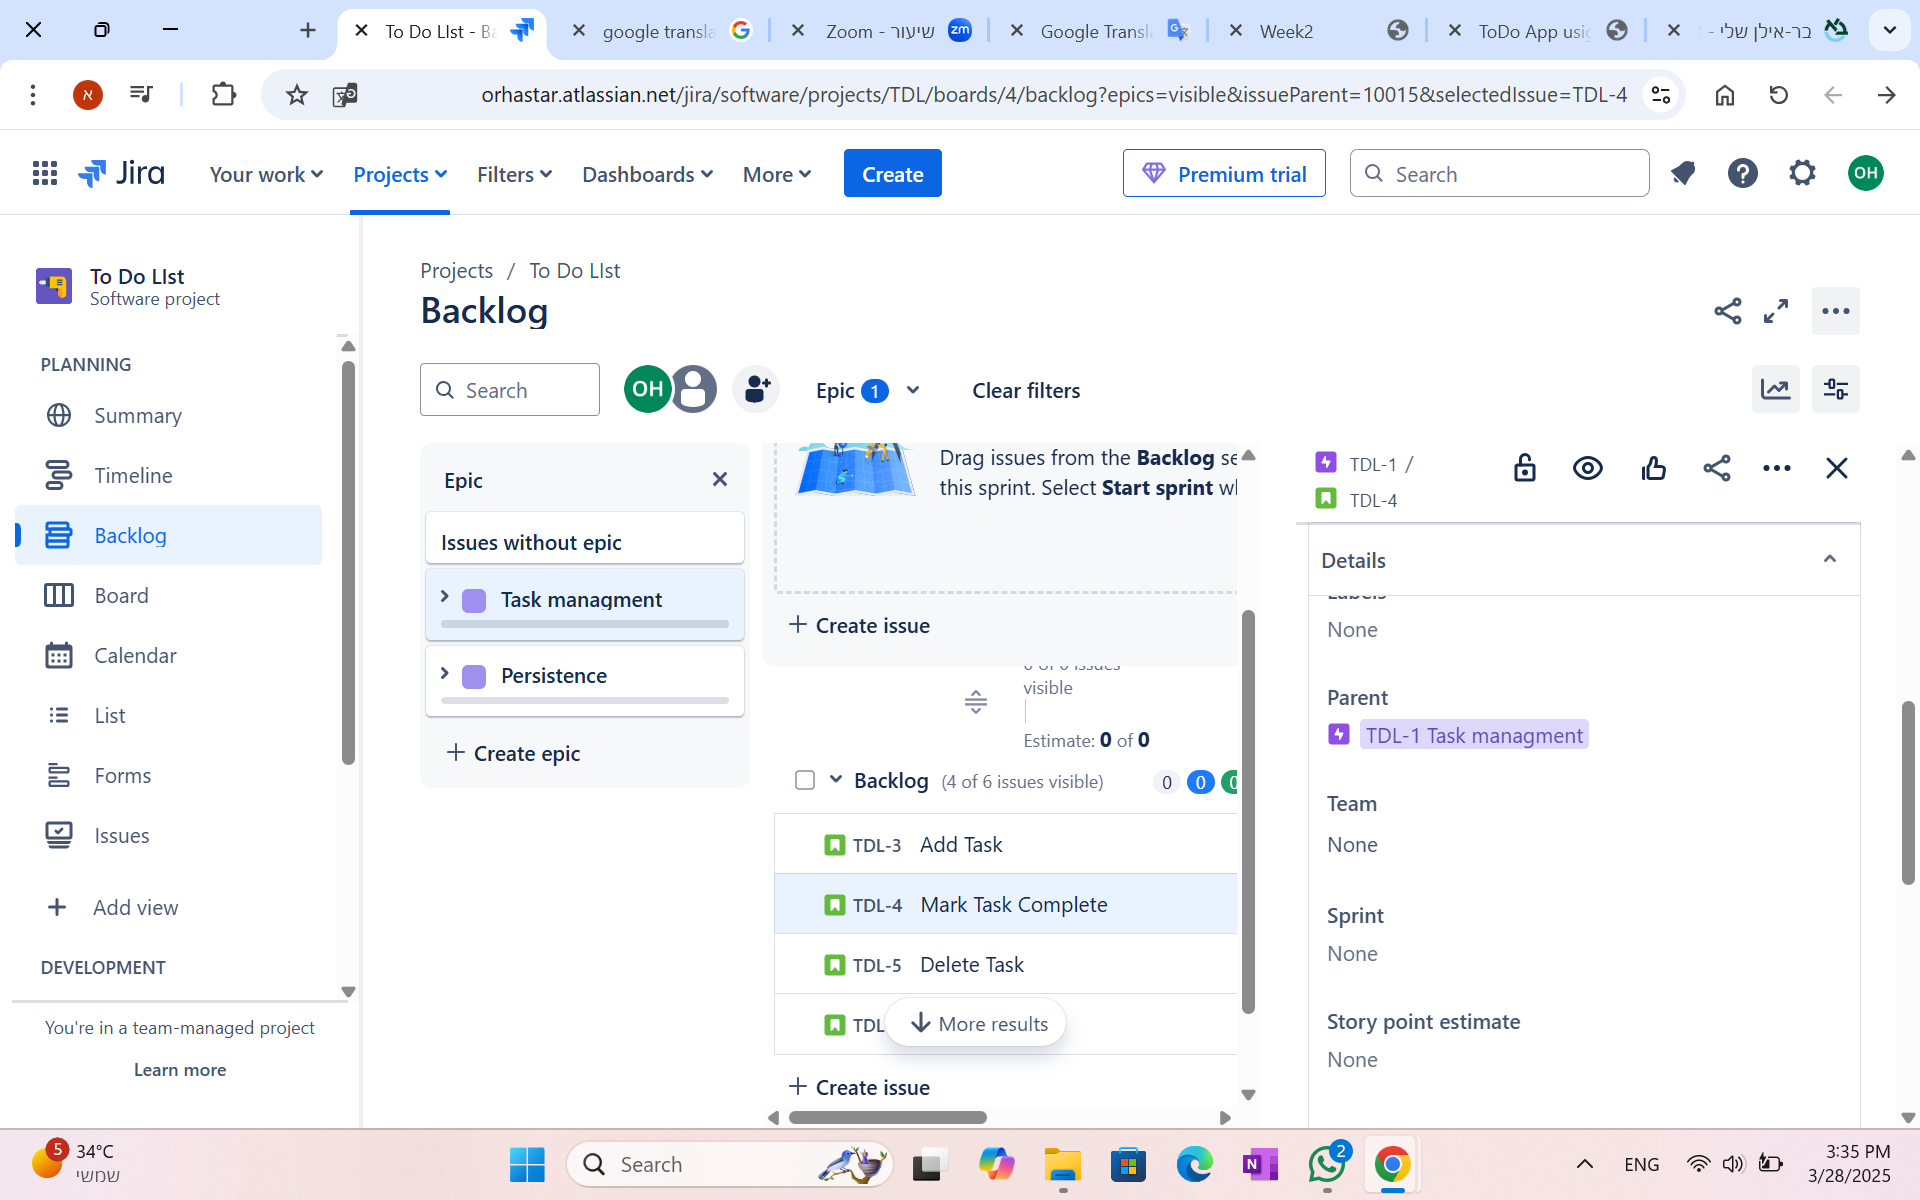 To Do LIst - Ba
google transla
Zoom - שיעור
Google Transla
Week2
ToDo App usi
בר-אילן שלי -
א
orhastar.atlassian.net/jira/software/projects/TDL/boards/4/backlog?epics=visible&issueParent=10015&selectedIssue=TDL-4
Jira
Your work
Projects
Filters
Dashboards
More
Create
Premium trial
Search
OH
To Do LIst
Software project
PLANNING
Summary
Timeline
Backlog
Board
Calendar
List
Forms
Issues
Add view
DEVELOPMENT
You're in a team-managed project
Learn more
Projects / To Do LIst
Backlog
Search
OH
Epic 1
Clear filters
Epic
Issues without epic
Task managment
Persistence
Create epic
Drag issues from the Backlog se
this sprint. Select Start sprint wh
Create issue
0 of 0 issues
visible
Estimate: 0 of 0
Backlog (4 of 6 issues visible) 0 0 0
TDL-3 Add Task
TDL-4 Mark Task Complete
TDL-5 Delete Task
TDL
More results
Create issue
TDL-1 /
TDL-4
Details
Labels
None
Parent
TDL-1 Task managment
Team
None
Sprint
None
Story point estimate
None
5
34°C
שמשי
Search
zm
N
2
ENG
3:35 PM
3/28/2025